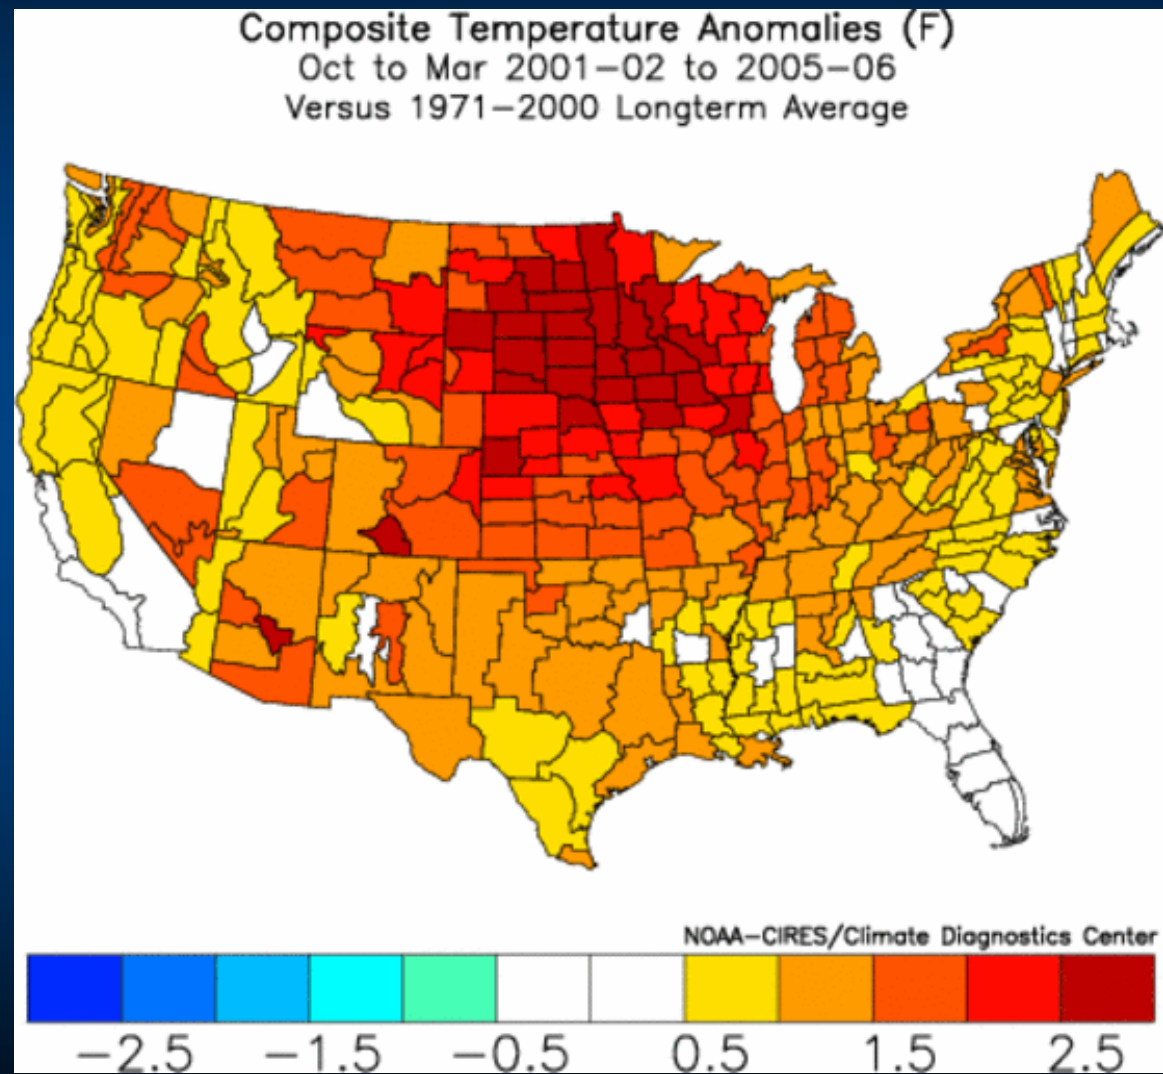 Composite Temperature Anomalies (F)
Oct to Mar 2001-02 to 2005-06
Versus 1971-2000 Longterm Average
NOAA-CIRES/Climate Diagnostics Center
-2.5 -1.5 -0.5 0.5 1.5 2.5